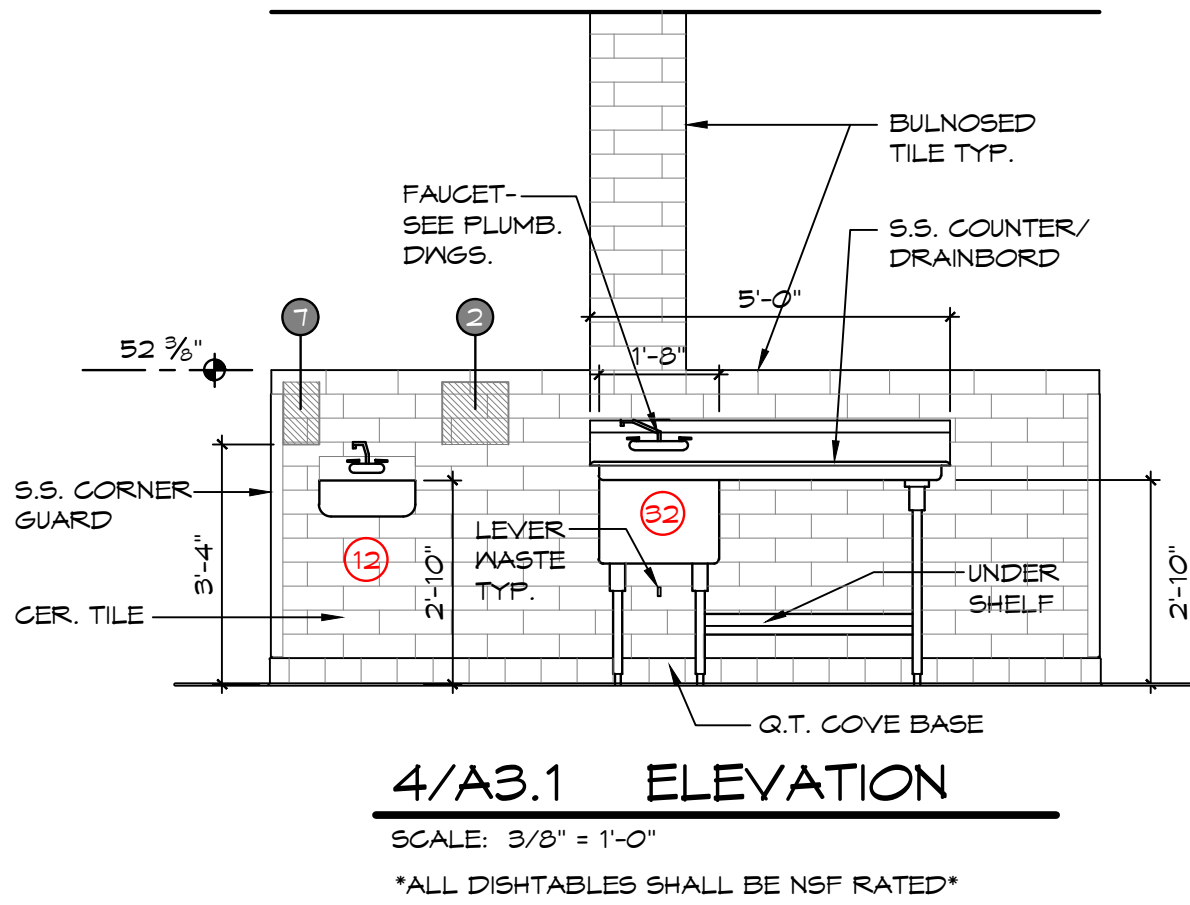 BULNOSED
TILE TYP.
FAUCET-
SEE PLUMB.
DWGS.
S.S. COUNTER/
DRAINBORD
5'-0"
7
2
52 3/8"
1'-8"
S.S. CORNER
GUARD
32
LEVER
WASTE
TYP.
12
3'-4"
2'-10"
UNDER
SHELF
2'-10"
CER. TILE
Q.T. COVE BASE
4/A3.1 ELEVATION
SCALE: 3/8" = 1'-0"
*ALL DISHTABLES SHALL BE NSF RATED*